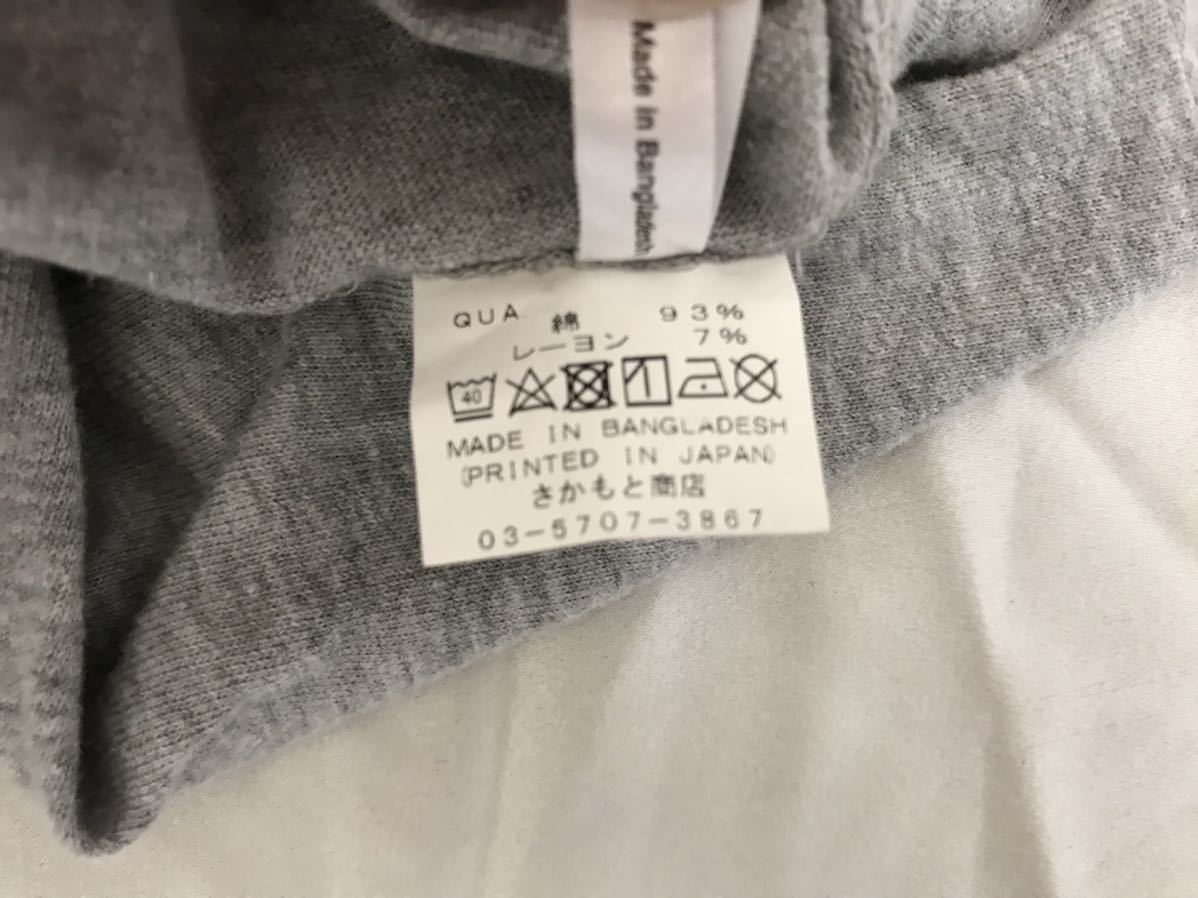 Made in Bangladesh
QUA. 綿 93%
レーヨン 7%
40
MADE IN BANGLADESH
(PRINTED IN JAPAN)
さかもと商店
03-5707-3867